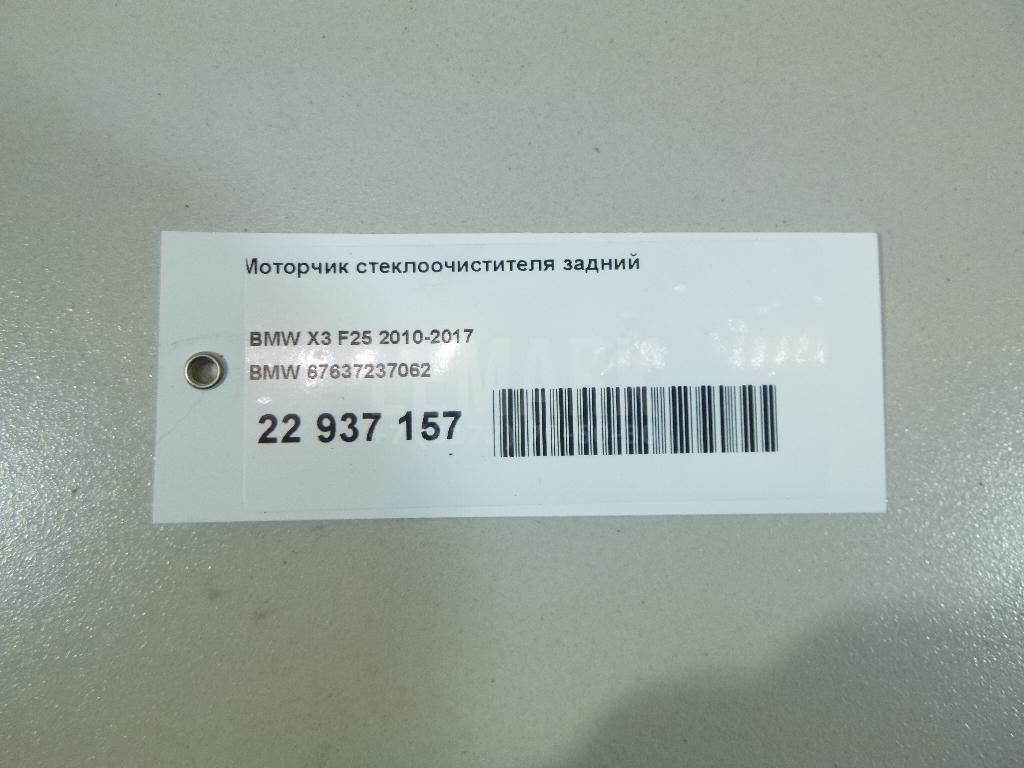 Моторчик стеклоочистителя задний
BMW X3 F25 2010-2017
BMW 67637237062
22 937 157